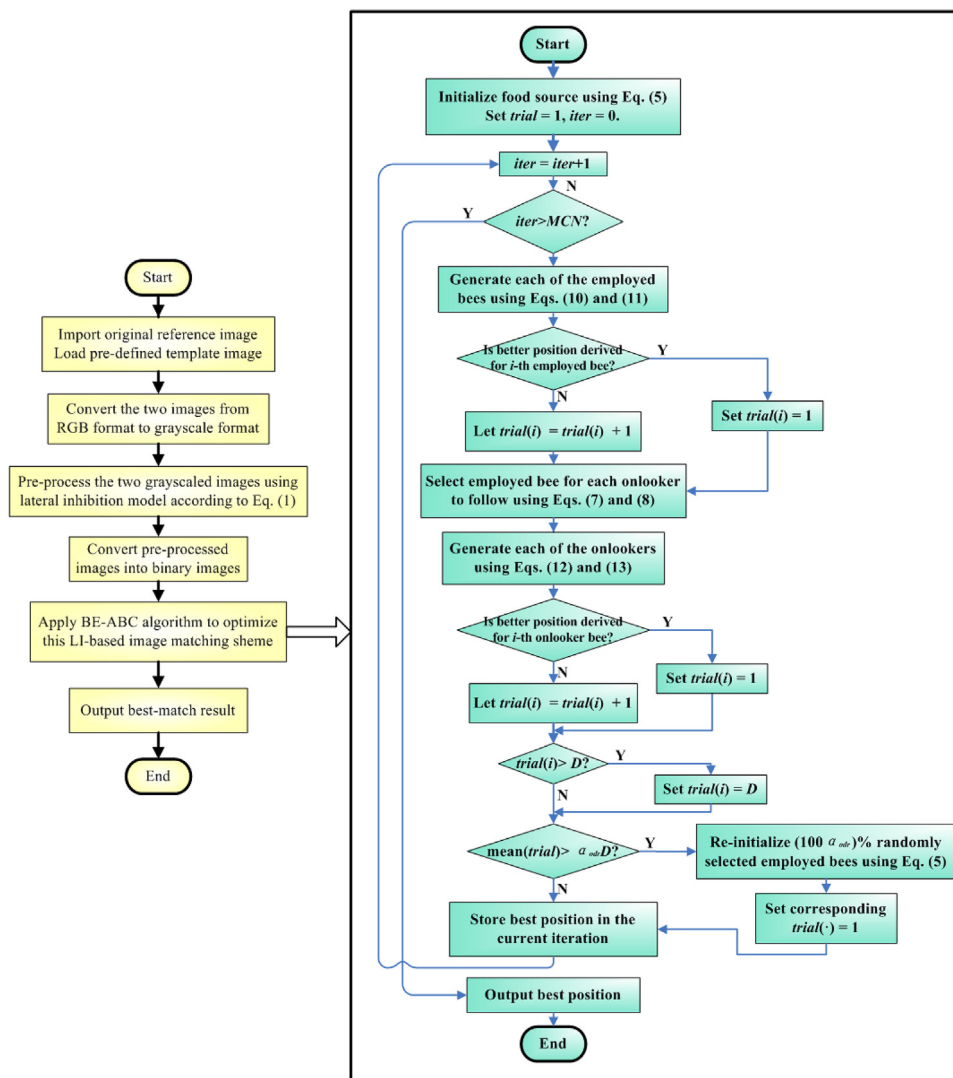 Start
Import original reference image
Load pre-defined template image
Convert the two images from
RGB format to grayscale format
Pre-process the two grayscaled images using
lateral inhibition model according to Eq. (1)
Convert pre-processed
images into binary images
Apply BE-ABC algorithm to optimize
this LI-based image matching sheme
Output best-match result
End
Start
Initialize food source using Eq. (5)
Set trial = 1, iter = 0.
iter = iter+1
N
Y
iter>MCN?
Generate each of the employed
bees using Eqs. (10) and (11)
Is better position derived
for i-th employed bee?
Y
N
Set trial(i) = 1
Let trial(i) = trial(i) + 1
Select employed bee for each onlooker
to follow using Eqs. (7) and (8)
Generate each of the onlookers
using Eqs. (12) and (13)
Is better position derived
for i-th onlooker bee?
Y
N
Set trial(i) = 1
Let trial(i) = trial(i) + 1
trial(i)> D?
Y
N
Set trial(i) = D
mean(trial)> αodrD?
Y
N
Re-initialize (100 αodr)% randomly
selected employed bees using Eq. (5)
Set corresponding
trial(·) = 1
Store best position in the
current iteration
Output best position
End